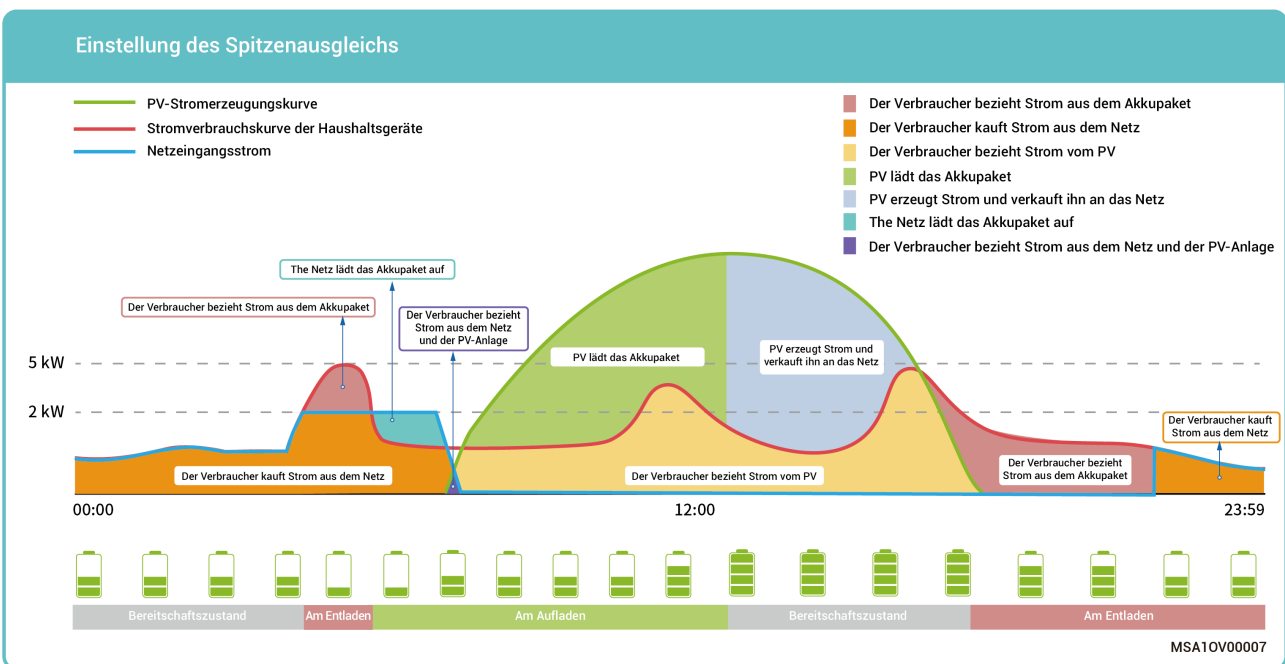 Einstellung des Spitzenausgleichs
PV-Stromerzeugungskurve
Stromverbrauchskurve der Haushaltsgeräte
Netzeingangsstrom
Der Verbraucher bezieht Strom aus dem Akkupaket
Der Verbraucher kauft Strom aus dem Netz
Der Verbraucher bezieht Strom vom PV
PV lädt das Akkupaket
PV erzeugt Strom und verkauft ihn an das Netz
The Netz lädt das Akkupaket auf
Der Verbraucher bezieht Strom aus dem Netz und der PV-Anlage
The Netz lädt das Akkupaket auf
Der Verbraucher bezieht Strom aus dem Akkupaket
Der Verbraucher bezieht
Strom aus dem Netz
und der PV-Anlage
PV lädt das Akkupaket
PV erzeugt Strom und
verkauft ihn an das Netz
5 kW
2 kW
Der Verbraucher kauft
Strom aus dem Netz
Der Verbraucher kauft Strom aus dem Netz
Der Verbraucher bezieht Strom vom PV
Der Verbraucher bezieht
Strom aus dem Akkupaket
00:00
12:00
23:59
Bereitschaftszustand
Am Entladen
Am Aufladen
Bereitschaftszustand
Am Entladen
MSA1OV00007